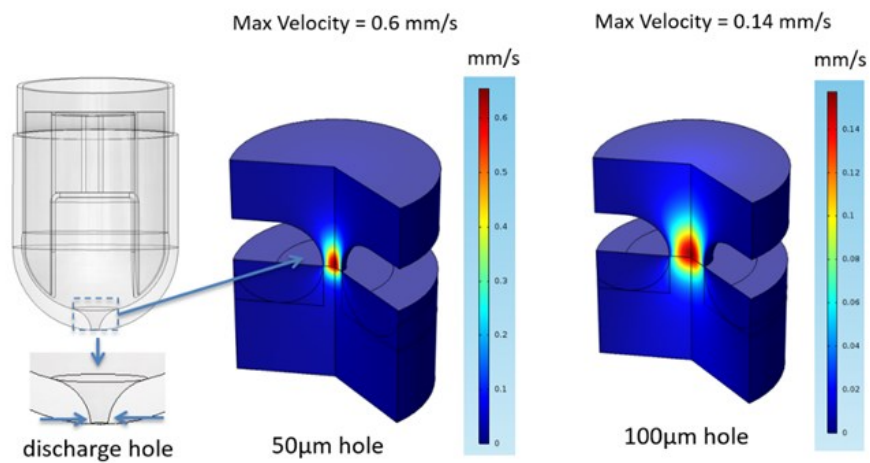 Max Velocity = 0.6 mm/s
Max Velocity = 0.14 mm/s
mm/s
0.6
0.5
0.4
0.3
0.2
0.1
0
mm/s
0.14
0.12
0.1
0.08
0.06
0.04
0.02
0
discharge hole
50μm hole
100μm hole